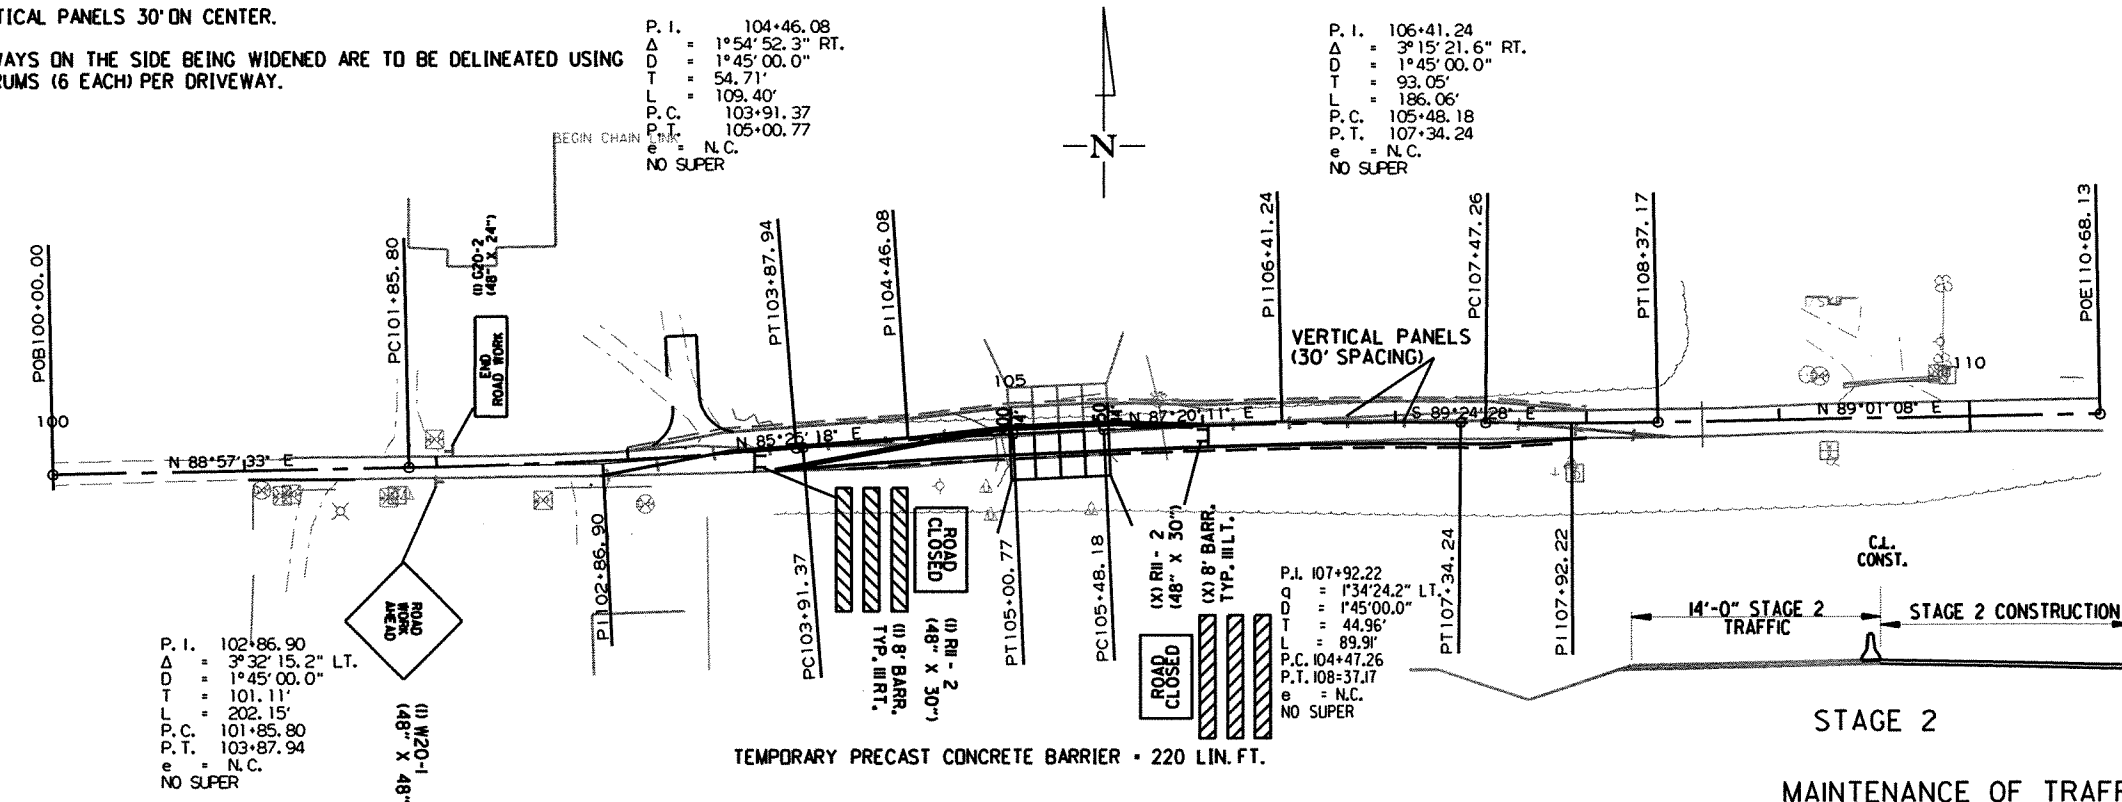 TICAL PANELS 30' ON CENTER.
WAYS ON THE SIDE BEING WIDENED ARE TO BE DELINEATED USING
RUMS (6 EACH) PER DRIVEWAY.
P. I. 104+46.08
Δ = 1°54'52.3" RT.
D = 1°45'00.0"
T = 54.71'
L = 109.40'
P.C. 103+91.37
P.T. 105+00.77
e = N.C.
NO SUPER
BEGIN CHAIN LINK
N
P. I. 106+41.24
Δ = 3°15'21.6" RT.
D = 1°45'00.0"
T = 93.05'
L = 186.06'
P.C. 105+48.18
P.T. 107+34.24
e = N.C.
NO SUPER
POB100+00.00
PC101+85.80
(1) G20-2
(48" X 24")
END
ROAD WORK
PT103+87.94
PI104+46.08
PI106+41.24
PC107+47.26
PT108+37.17
POE110+68.13
VERTICAL PANELS
(30' SPACING)
100
105
110
N 88°57'33" E
N 85°25'18" E
N 87°20'11" E
S 89°24'28" E
N 89°01'08" E
PI102+86.90
PC103+91.37
PT105+00.77
PC105+48.18
PT107+34.24
PI107+92.22
ROAD
WORK
AHEAD
(1) W20-1
(48" X 48"
ROAD
CLOSED
(1) R11 - 2
(48" X 30")
(1) 8' BARR.
TYP. III RT.
(X) R11 - 2
(48" X 30")
(X) 8' BARR.
TYP. III LT.
ROAD
CLOSED
P. I. 102+86.90
Δ = 3°32'15.2" LT.
D = 1°45'00.0"
T = 101.11'
L = 202.15'
P.C. 101+85.80
P.T. 103+87.94
e = N.C.
NO SUPER
P.I. 107+92.22
q = 1°34'24.2" LT.
D = 1°45'00.0"
T = 44.96'
L = 89.91'
P.C. 104+47.26
P.T. 108=37.17
e = N.C.
NO SUPER
C.L.
CONST.
14'-0" STAGE 2
TRAFFIC
STAGE 2 CONSTRUCTION
STAGE 2
TEMPORARY PRECAST CONCRETE BARRIER = 220 LIN. FT.
MAINTENANCE OF TRAFF